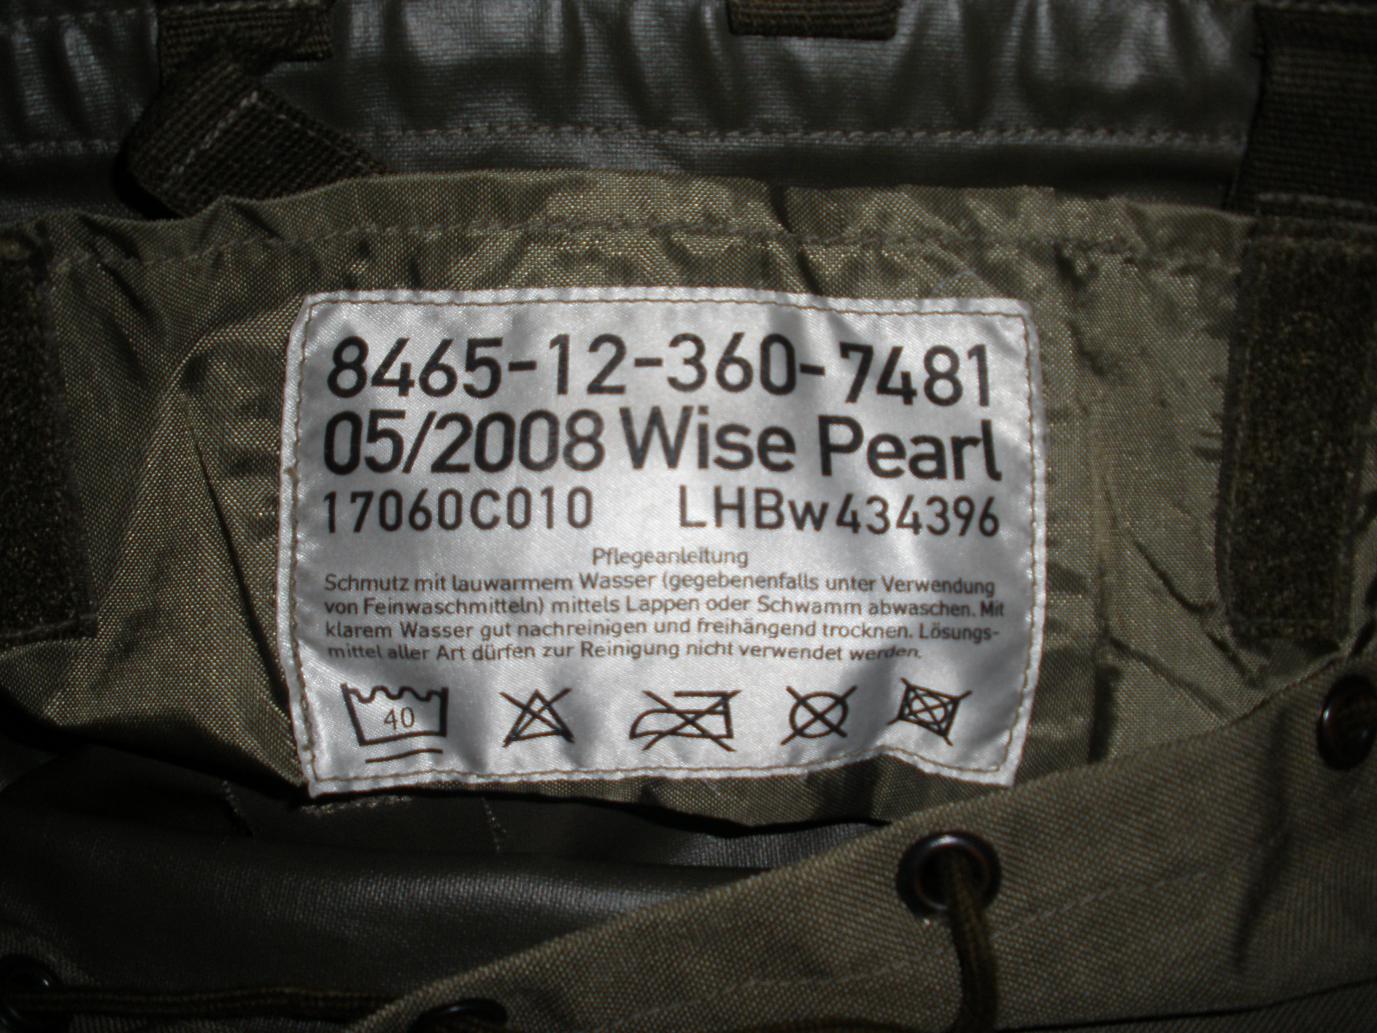 8465-12-360-7481
05/2008 Wise Pearl
17060C010 LHBw434396
Pflegeanleitung
Schmutz mit lauwarmem Wasser (gegebenenfalls unter Verwendung
von Feinwaschmitteln) mittels Lappen oder Schwamm abwaschen. Mit
klarem Wasser gut nachreinigen und freihängend trocknen. Lösungs-
mittel aller Art dürfen zur Reinigung nicht verwendet werden.
40